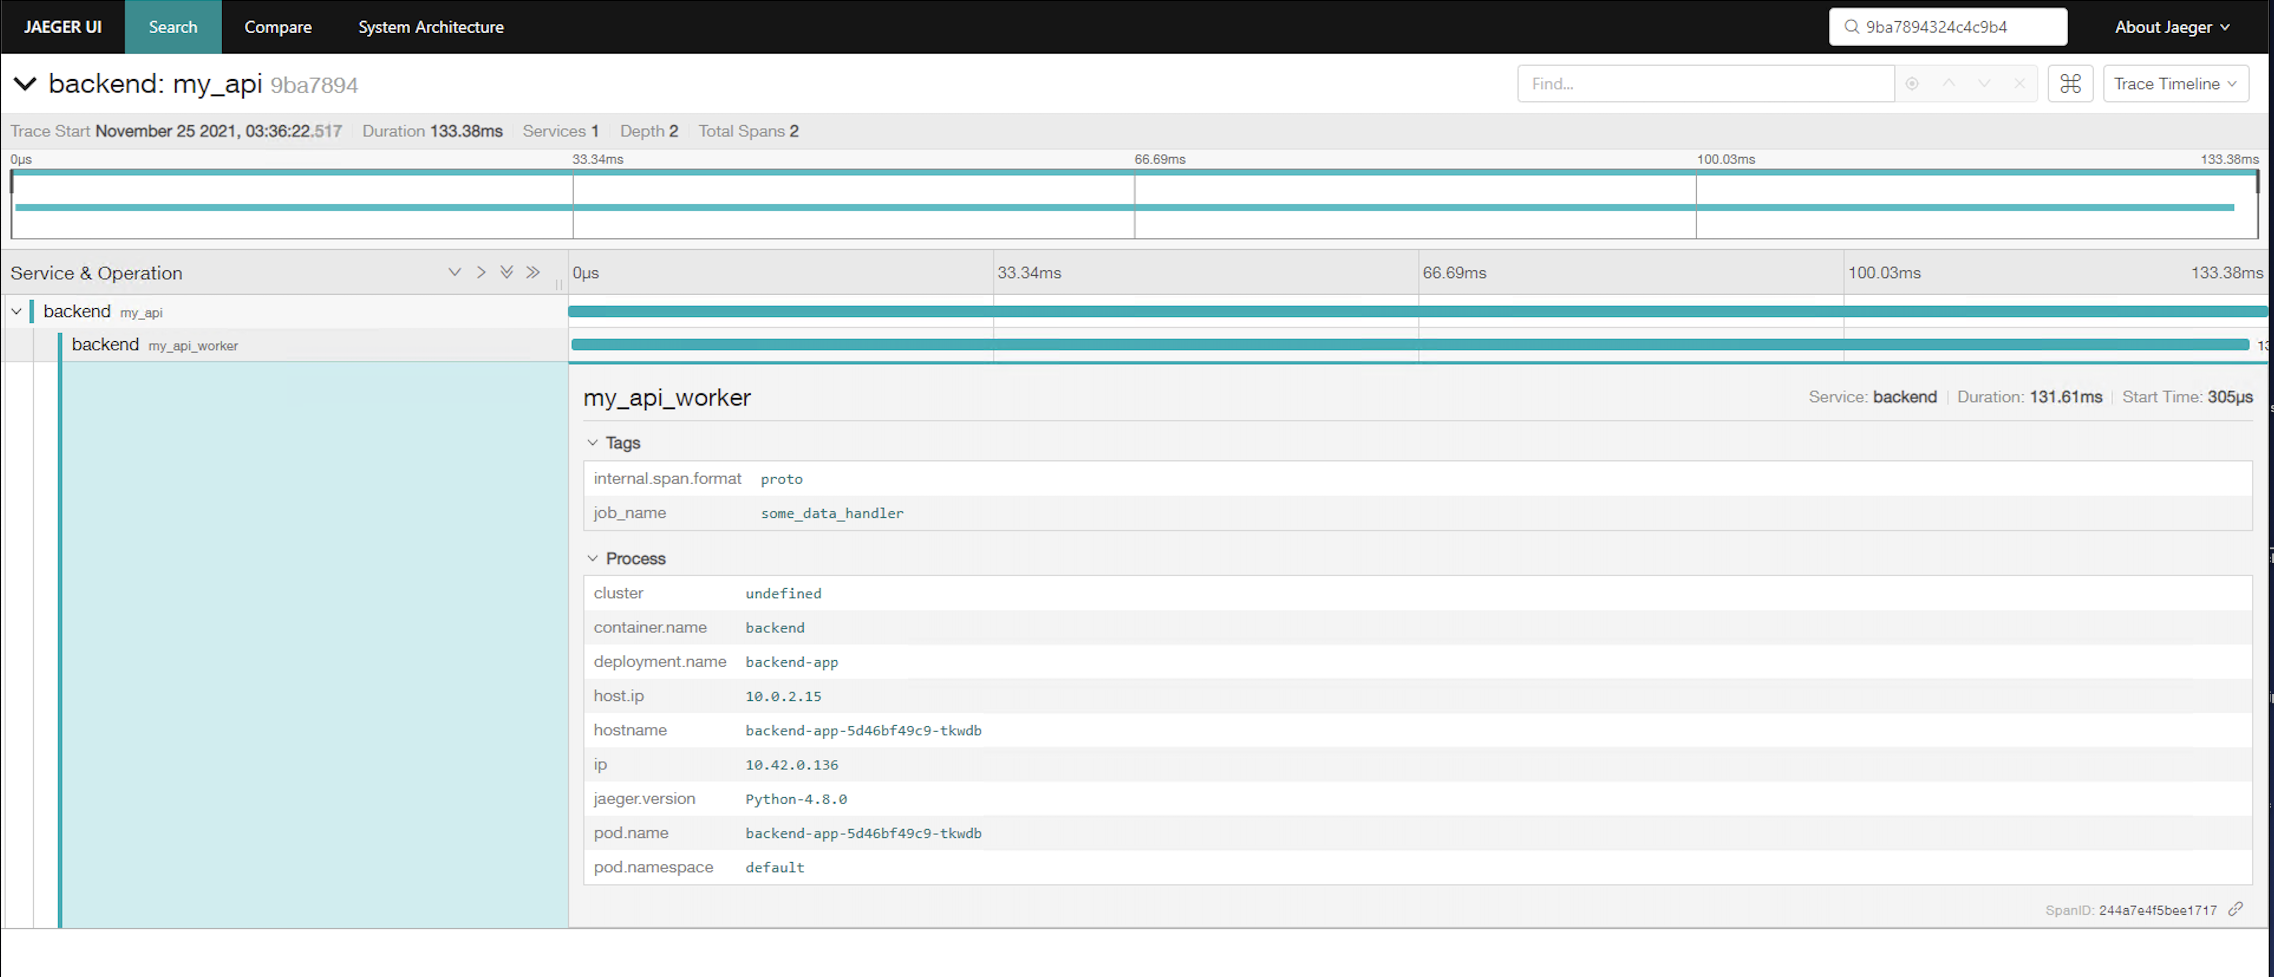 JAEGER UI Search Compare System Architecture 9ba7894324c4c9b4 About Jaeger
backend: my_api 9ba7894 Find... Trace Timeline
Trace Start November 25 2021, 03:36:22.517 Duration 133.38ms Services 1 Depth 2 Total Spans 2
0μs 33.34ms 66.69ms 100.03ms 133.38ms
Service & Operation 0μs 33.34ms 66.69ms 100.03ms 133.38ms
backend my_api
backend my_api_worker
my_api_worker Service: backend Duration: 131.61ms Start Time: 305μs
Tags
internal.span.format proto
job_name some_data_handler
Process
cluster undefined
container.name backend
deployment.name backend-app
host.ip 10.0.2.15
hostname backend-app-5d46bf49c9-tkwdb
ip 10.42.0.136
jaeger.version Python-4.8.0
pod.name backend-app-5d46bf49c9-tkwdb
pod.namespace default
SpanID: 244a7e4f5bee1717